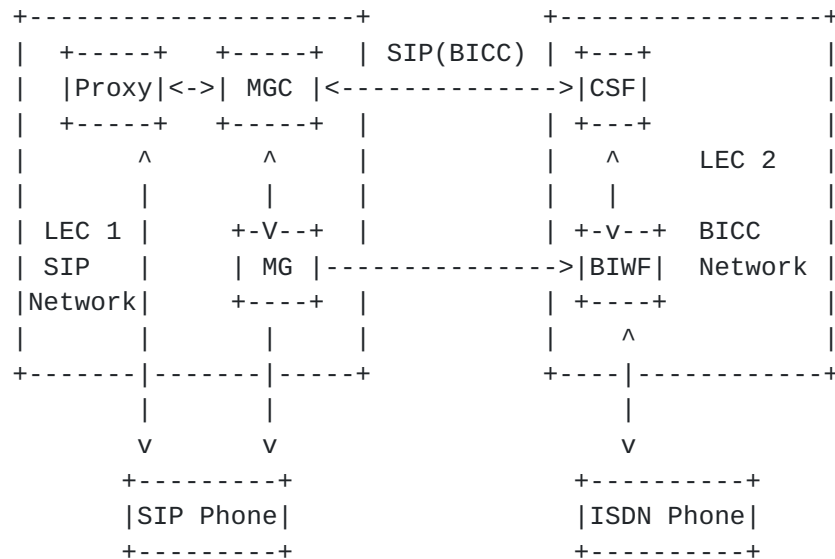 +---------------------+          +-----------------+
|  +-----+   +-----+  | SIP(BICC) | +---+           |
|  |Proxy|<->| MGC |<-------------->|CSF|           |
|  +-----+   +-----+  |           | +---+           |
|       ^       ^     |           |   ^     LEC 2   |
|       |       |     |           |   |             |
| LEC 1 |     +-V--+  |           | +-v--+  BICC    |
| SIP   |     | MG |--------------->|BIWF|  Network |
|Network|     +----+  |           | +----+          |
|       |       |     |           |    ^            |
+-------|-------|-----+           +----|------------+
        |       |                      |
        v       v                      v
       +---------+                 +----------+
       |SIP Phone|                 |ISDN Phone|
       +---------+                 +----------+